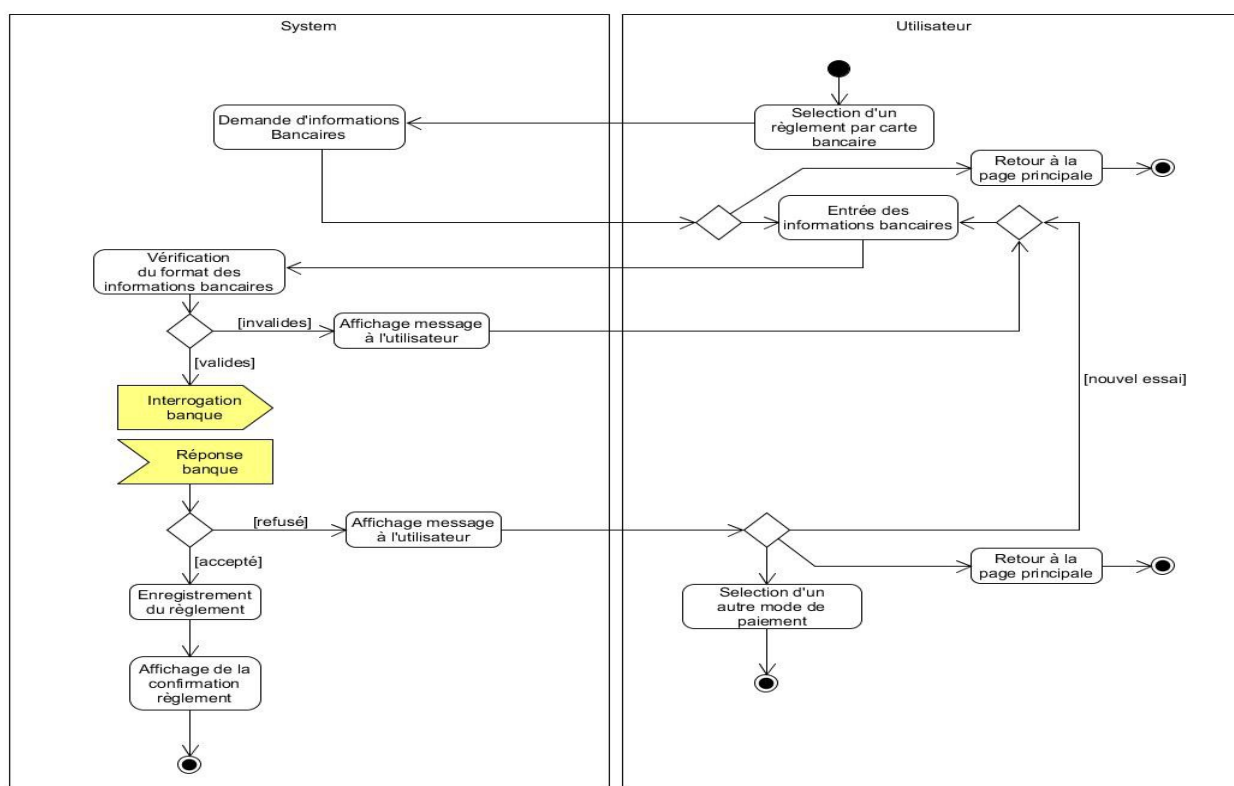 System
Utilisateur
Demande d'informations
Bancaires
Selection d'un
règlement par carte
bancaire
Retour à la
page principale
Entrée des
informations bancaires
Vérification
du format des
informations bancaires
[invalides]
Affichage message
à l'utilisateur
[valides]
[nouvel essai]
Interrogation
banque
Réponse
banque
[refusé]
Affichage message
à l'utilisateur
[accepté]
Retour à la
page principale
Enregistrement
du règlement
Selection d'un
autre mode de
paiement
Affichage de la
confirmation
règlement